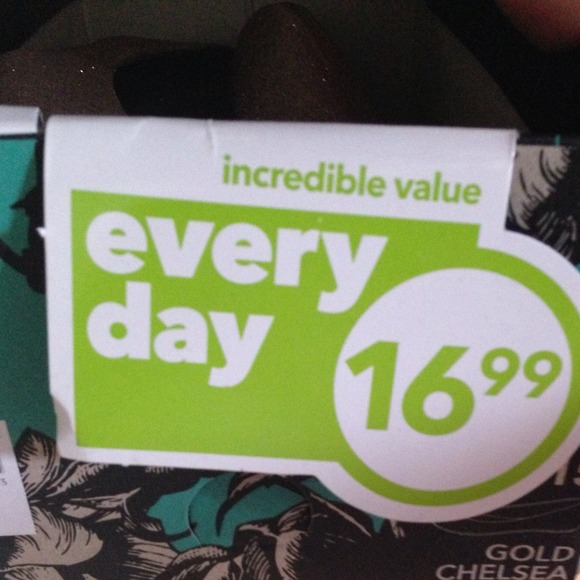 incredible value
every
day
16 99
GOLD
CHELSEA